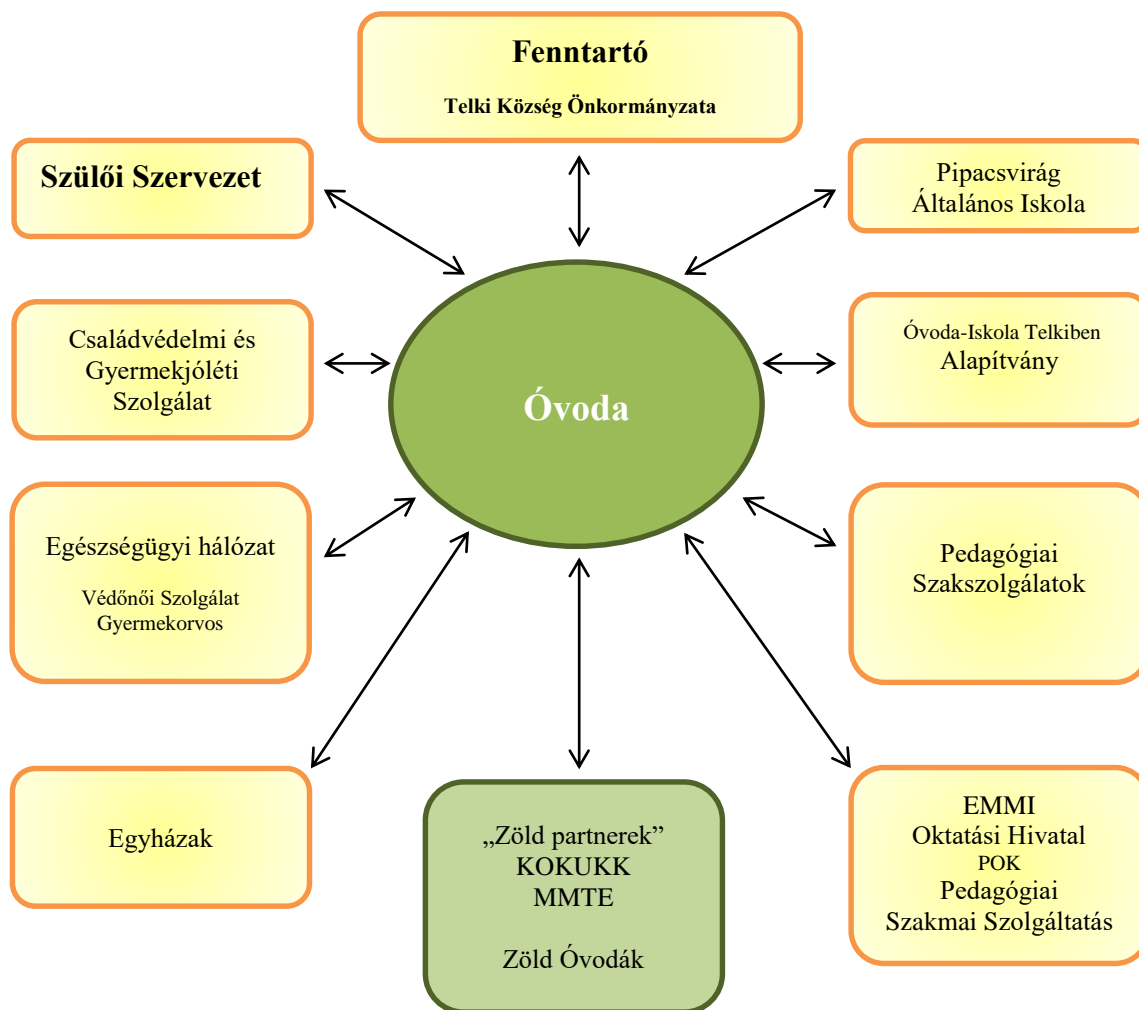 Fenntartó
Telki Község Önkormányzata
Szülői Szervezet
Pipacsvirág
Általános Iskola
Családvédelmi és
Gyermekjóléti
Szolgálat
Óvoda
Óvoda-Iskola Telkiben
Alapítvány
Egészségügyi hálózat
Védőnői Szolgálat
Gyermekorvos
Pedagógiai
Szakszolgálatok
Egyházak
„Zöld partnerek”
KOKUKK
MMTE
Zöld Óvodák
EMMI
Oktatási Hivatal
POK
Pedagógiai
Szakmai Szolgáltatás